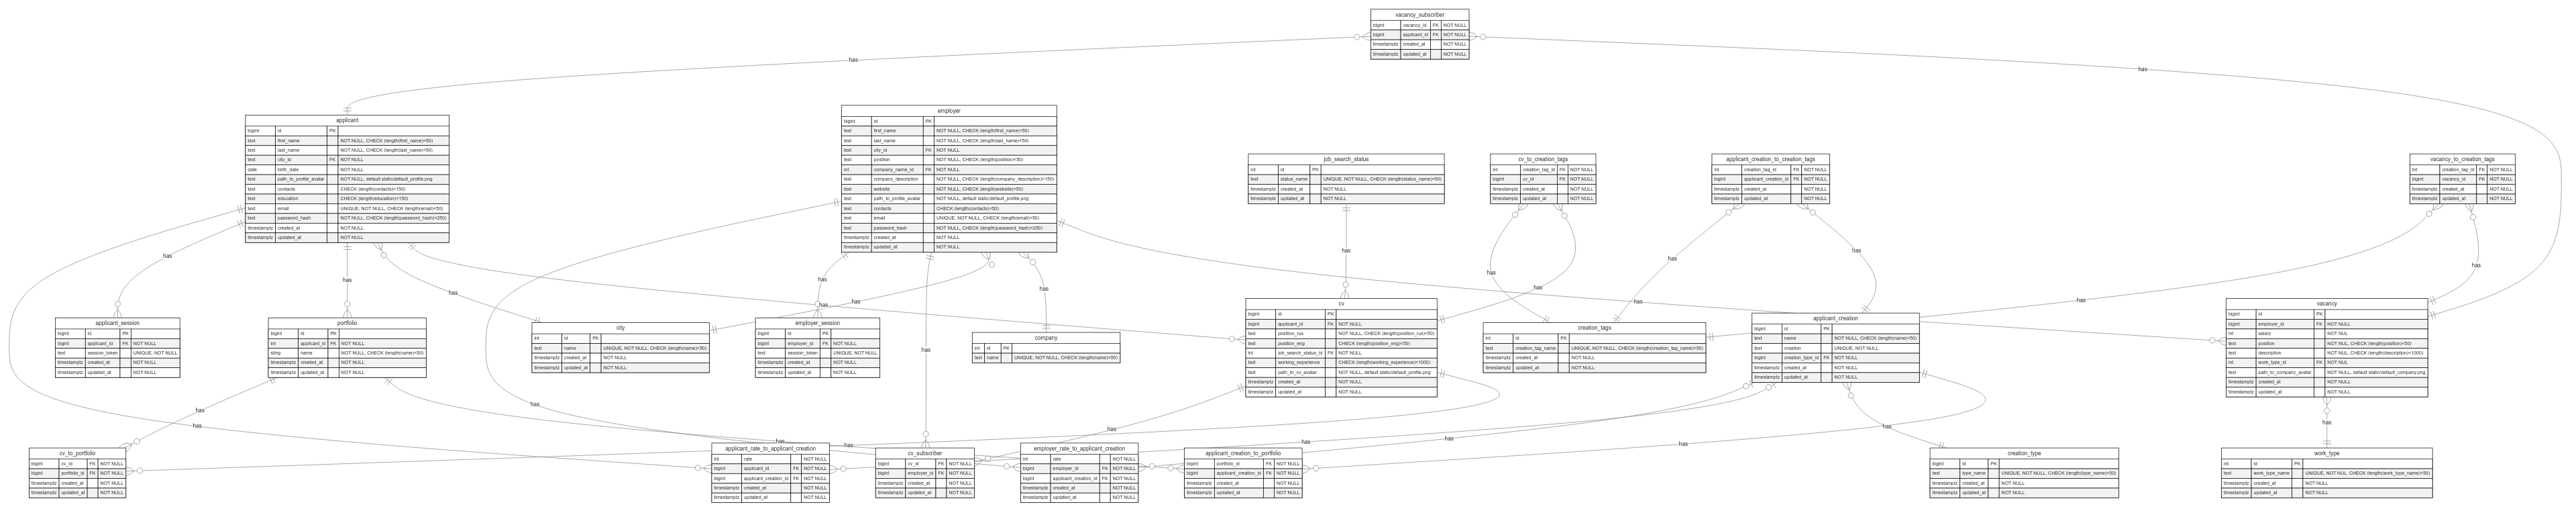 vacancy_subscriber
bigint vacancy_id FK NOT NULL
bigint applicant_id FK NOT NULL
timestamptz created_at NOT NULL
timestamptz updated_at NOT NULL
has
has
applicant
bigint id PK
text first_name NOT NULL, CHECK (length(first_name)<50)
text last_name NOT NULL, CHECK (length(last_name)<50)
text city_id FK NOT NULL
date birth_date NOT NULL
text path_to_profile_avatar NOT NULL, default static/default_profile.png
text contacts CHECK (length(contacts)<150)
text education CHECK (length(education)<150)
text email UNIQUE, NOT NULL, CHECK (length(email)<50)
text password_hash NOT NULL, CHECK (length(password_hash)<250)
timestamptz created_at NOT NULL
timestamptz updated_at NOT NULL
employer
bigint id PK
text first_name NOT NULL, CHECK (length(first_name)<50)
text last_name NOT NULL, CHECK (length(last_name)<50)
text city_id FK NOT NULL
text position NOT NULL, CHECK (length(position)<50)
int company_name_id FK NOT NULL
text company_description NOT NULL, CHECK (length(company_description)<150)
text website NOT NULL, CHECK (length(website)<50)
text path_to_profile_avatar NOT NULL, default static/default_profile.png
text contacts CHECK (length(contacts)<50)
text email UNIQUE, NOT NULL, CHECK (length(email)<50)
text password_hash NOT NULL, CHECK (length(password_hash)<250)
timestamptz created_at NOT NULL
timestamptz updated_at NOT NULL
job_search_status
int id PK
text status_name UNIQUE, NOT NULL, CHECK (length(status_name)<50)
timestamptz created_at NOT NULL
timestamptz updated_at NOT NULL
cv_to_creation_tags
int creation_tag_id FK NOT NULL
bigint cv_id FK NOT NULL
timestamptz created_at NOT NULL
timestamptz updated_at NOT NULL
applicant_creation_to_creation_tags
int creation_tag_id FK NOT NULL
bigint applicant_creation_id FK NOT NULL
timestamptz created_at NOT NULL
timestamptz updated_at NOT NULL
vacancy_to_creation_tags
int creation_tag_id FK NOT NULL
bigint vacancy_id FK NOT NULL
timestamptz created_at NOT NULL
timestamptz updated_at NOT NULL
has
has
has
has
has
has
has
has
has
has
has
has
has
has
applicant_session
bigint id PK
bigint applicant_id FK NOT NULL
text session_token UNIQUE, NOT NULL
timestamptz created_at NOT NULL
timestamptz updated_at NOT NULL
portfolio
bigint id PK NOT NULL
int applicant_id FK NOT NULL
sting name NOT NULL, CHECK (length(name)<50)
timestamptz created_at NOT NULL
timestamptz updated_at NOT NULL
city
int id PK
text name UNIQUE, NOT NULL, CHECK (length(name)<50)
timestamptz created_at NOT NULL
timestamptz updated_at NOT NULL
employer_session
bigint id PK
bigint employer_id FK NOT NULL
text session_token UNIQUE, NOT NULL
timestamptz created_at NOT NULL
timestamptz updated_at NOT NULL
company
int id PK
text name UNIQUE, NOT NULL, CHECK (length(name)<50)
cv
bigint id PK
bigint applicant_id FK NOT NULL
text position_rus NOT NULL, CHECK (length(position_rus)<50)
text position_eng CHECK (length(position_eng)<50)
int job_search_status_id FK NOT NULL
text working_experience CHECK (length(working_experience)<1000)
text path_to_cv_avatar NOT NULL, default static/default_profile.png
timestamptz created_at NOT NULL
timestamptz updated_at NOT NULL
creation_tags
int id PK
text creation_tag_name UNIQUE, NOT NULL, CHECK (length(creation_tag_name)<50)
timestamptz created_at NOT NULL
timestamptz updated_at NOT NULL
applicant_creation
bigint id PK
text name NOT NULL, CHECK (length(name)<50)
text creation UNIQUE, NOT NULL
bigint creation_type_id FK NOT NULL
timestamptz created_at NOT NULL
timestamptz updated_at NOT NULL
vacancy
bigint id PK
bigint employer_id FK NOT NULL
int salary NOT NUL
text position NOT NUL, CHECK (length(position)<50)
text description NOT NUL, CHECK (length(description)<1000)
int work_type_id FK NOT NUL
text path_to_company_avatar NOT NULL, default static/default_company.png
timestamptz created_at NOT NULL
timestamptz updated_at NOT NULL
has
has
has
has
has
has
has
has
has
has
has
has
cv_to_portfolio
bigint cv_id FK NOT NULL
bigint portfolio_id FK NOT NULL
timestamptz created_at NOT NULL
timestamptz updated_at NOT NULL
applicant_rate_to_applicant_creation
int rate NOT NULL
bigint applicant_id FK NOT NULL
bigint applicant_creation_id FK NOT NULL
timestamptz created_at NOT NULL
timestamptz updated_at NOT NULL
cv_subscriber
bigint cv_id FK NOT NULL
bigint employer_id FK NOT NULL
timestamptz created_at NOT NULL
timestamptz updated_at NOT NULL
employer_rate_to_applicant_creation
int rate NOT NULL
bigint employer_id FK NOT NULL
bigint applicant_creation_id FK NOT NULL
timestamptz created_at NOT NULL
timestamptz updated_at NOT NULL
applicant_creation_to_portfolio
bigint portfolio_id FK NOT NULL
bigint applicant_creation_id FK NOT NULL
timestamptz created_at NOT NULL
timestamptz updated_at NOT NULL
creation_type
bigint id PK
text type_name UNIQUE, NOT NULL, CHECK (length(type_name)<50)
timestamptz created_at NOT NULL
timestamptz updated_at NOT NULL
work_type
int id PK
text work_type_name UNIQUE, NOT NUL, CHECK (length(work_type_name)<50)
timestamptz created_at NOT NUL
timestamptz updated_at NOT NUL